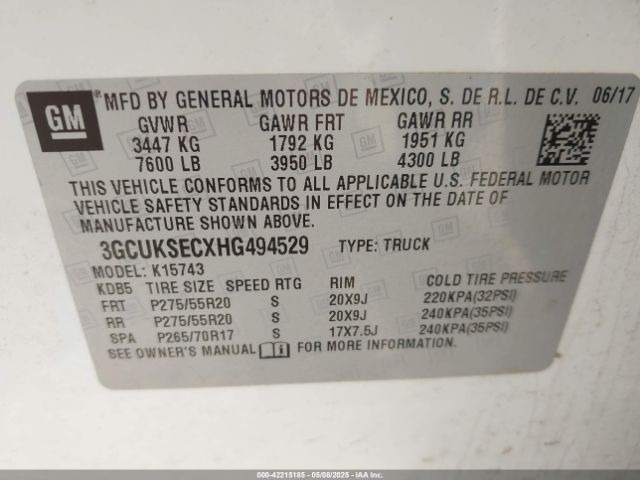 GM MFD BY GENERAL MOTORS DE MEXICO, S. DE R.L. DE C.V. 06/17
GVWR GAWR FRT GAWR RR
3447 KG 1792 KG 1951 KG
7600 LB 3950 LB 4300 LB
THIS VEHICLE CONFORMS TO ALL APPLICABLE U.S. FEDERAL MOTOR
VEHICLE SAFETY STANDARDS IN EFFECT ON THE DATE OF
MANUFACTURE SHOWN ABOVE.
3GCUKSECXHG494529 TYPE: TRUCK
MODEL: K15743
KDB5 TIRE SIZE SPEED RTG RIM COLD TIRE PRESSURE
FRT P275/55R20 S 20X9J 220KPA(32PSI)
RR P275/55R20 S 20X9J 240KPA(35PSI)
SPA P265/70R17 S 17X7.5J 240KPA(35PSI)
SEE OWNER'S MANUAL FOR MORE INFORMATION.
000-42215185 - 05/08/2025 - IAA Inc.